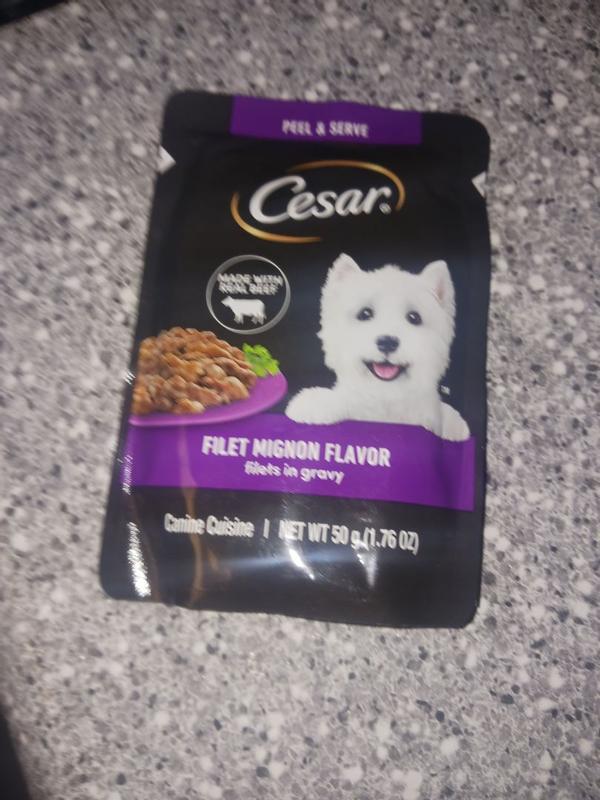 PEEL & SERVE
Cesar®
MADE WITH
REAL BEEF
™
FILET MIGNON FLAVOR
filets in gravy
Canine Cuisine | NET WT 50 g (1.76 OZ)